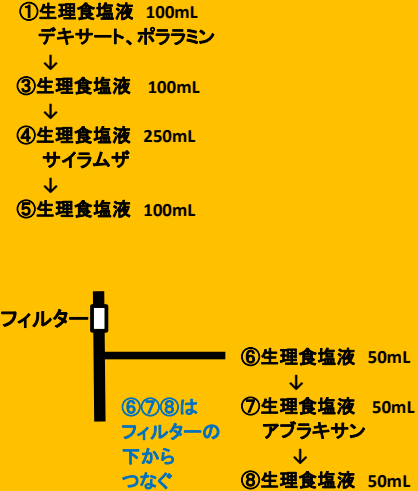 ①生理食塩液 100mL
デキサート、ポララミン
↓
③生理食塩液 100mL
↓
④生理食塩液 250mL
サイラムザ
↓
⑤生理食塩液 100mL
フィルター
⑥生理食塩液 50mL
↓
⑦生理食塩液 50mL
アブラキサン
↓
⑧生理食塩液 50mL
⑥⑦⑧は
フィルターの
下から
つなぐ